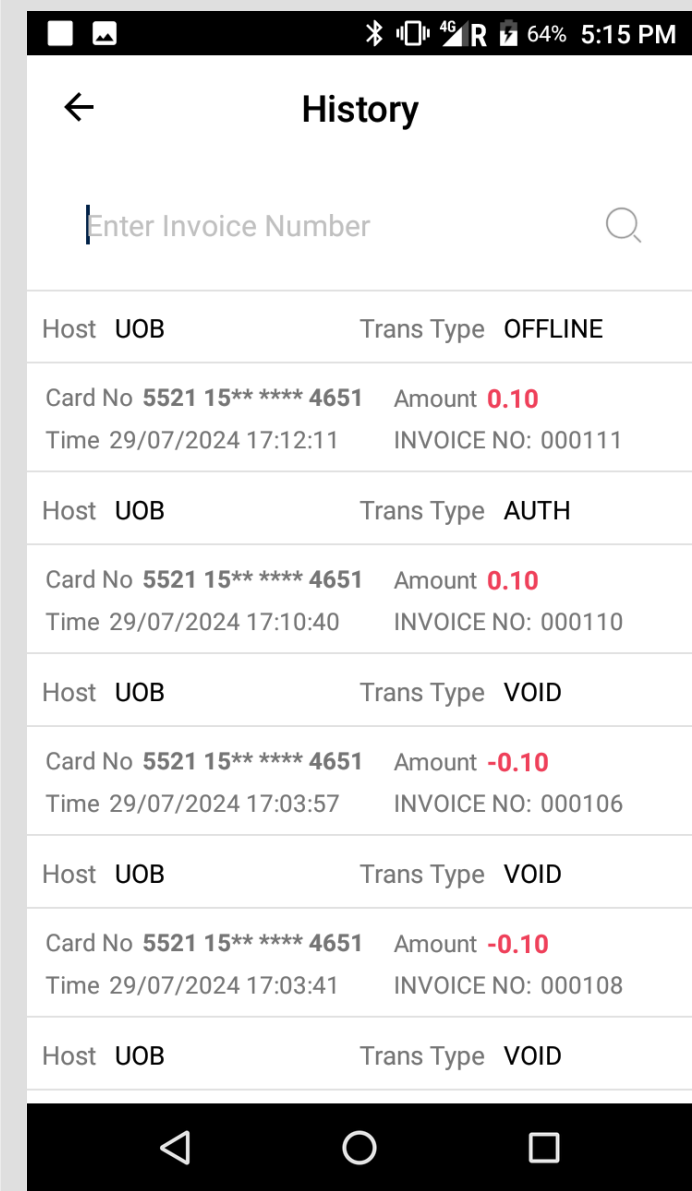 4G R 64% 5:15 PM
History
Enter Invoice Number
Host UOB Trans Type OFFLINE
Card No 5521 15** **** 4651 Amount 0.10
Time 29/07/2024 17:12:11 INVOICE NO: 000111
Host UOB Trans Type AUTH
Card No 5521 15** **** 4651 Amount 0.10
Time 29/07/2024 17:10:40 INVOICE NO: 000110
Host UOB Trans Type VOID
Card No 5521 15** **** 4651 Amount -0.10
Time 29/07/2024 17:03:57 INVOICE NO: 000106
Host UOB Trans Type VOID
Card No 5521 15** **** 4651 Amount -0.10
Time 29/07/2024 17:03:41 INVOICE NO: 000108
Host UOB Trans Type VOID